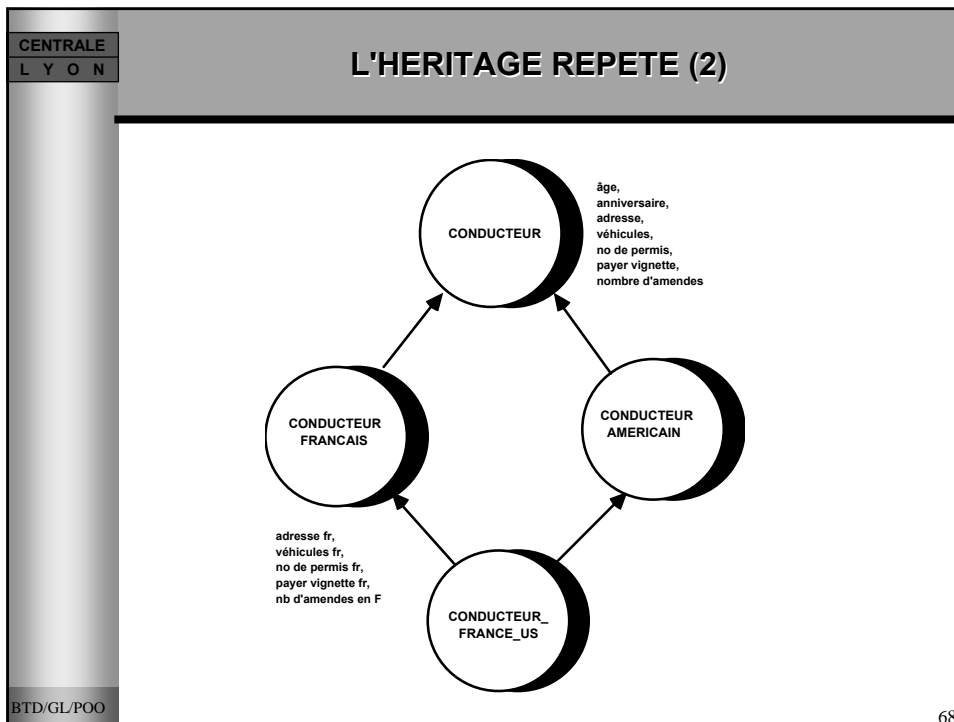 CENTRALE
L Y O N
L'HERITAGE REPETE (2)
CONDUCTEUR
âge,
anniversaire,
adresse,
véhicules,
no de permis,
payer vignette,
nombre d'amendes
CONDUCTEUR
FRANCAIS
CONDUCTEUR
AMERICAIN
adresse fr,
véhicules fr,
no de permis fr,
payer vignette fr,
nb d'amendes en F
CONDUCTEUR_
FRANCE_US
BTD/GL/POO
68